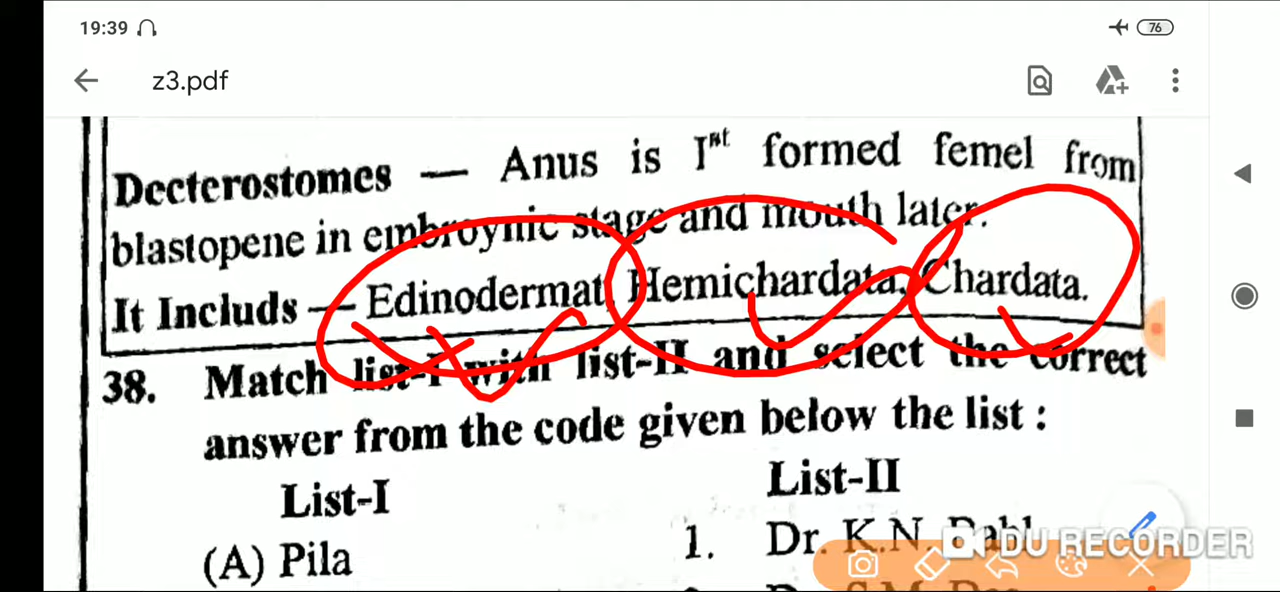 19:39
76
z3.pdf
Decterostomes — Anus is Ist formed femel from
blastopene in embroynic stage and mouth later.
It Includs — Edinodermat, Hemichardata, Chardata.
38. Match list-I with list-II and select the correct
answer from the code given below the list :
List-I List-II
(A) Pila 1. Dr. K.N.
DU RECORDER